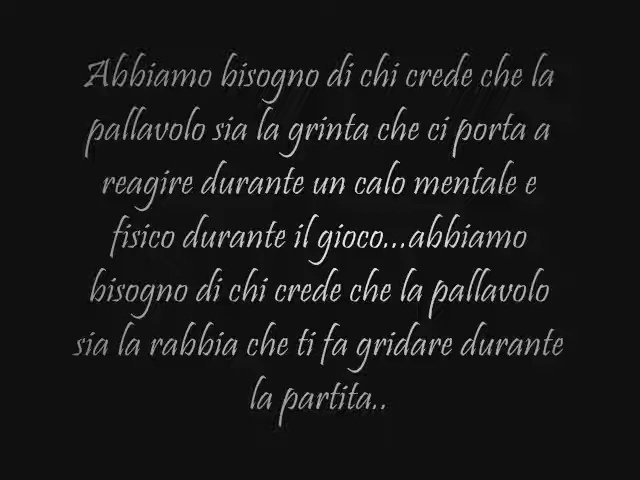 Abbiamo bisogno di chi crede che la
pallavolo sia la grinta che ci porta a
reagire durante un calo mentale e
fisico durante il gioco...abbiamo
bisogno di chi crede che la pallavolo
sia la rabbia che ti fa gridare durante
la partita..